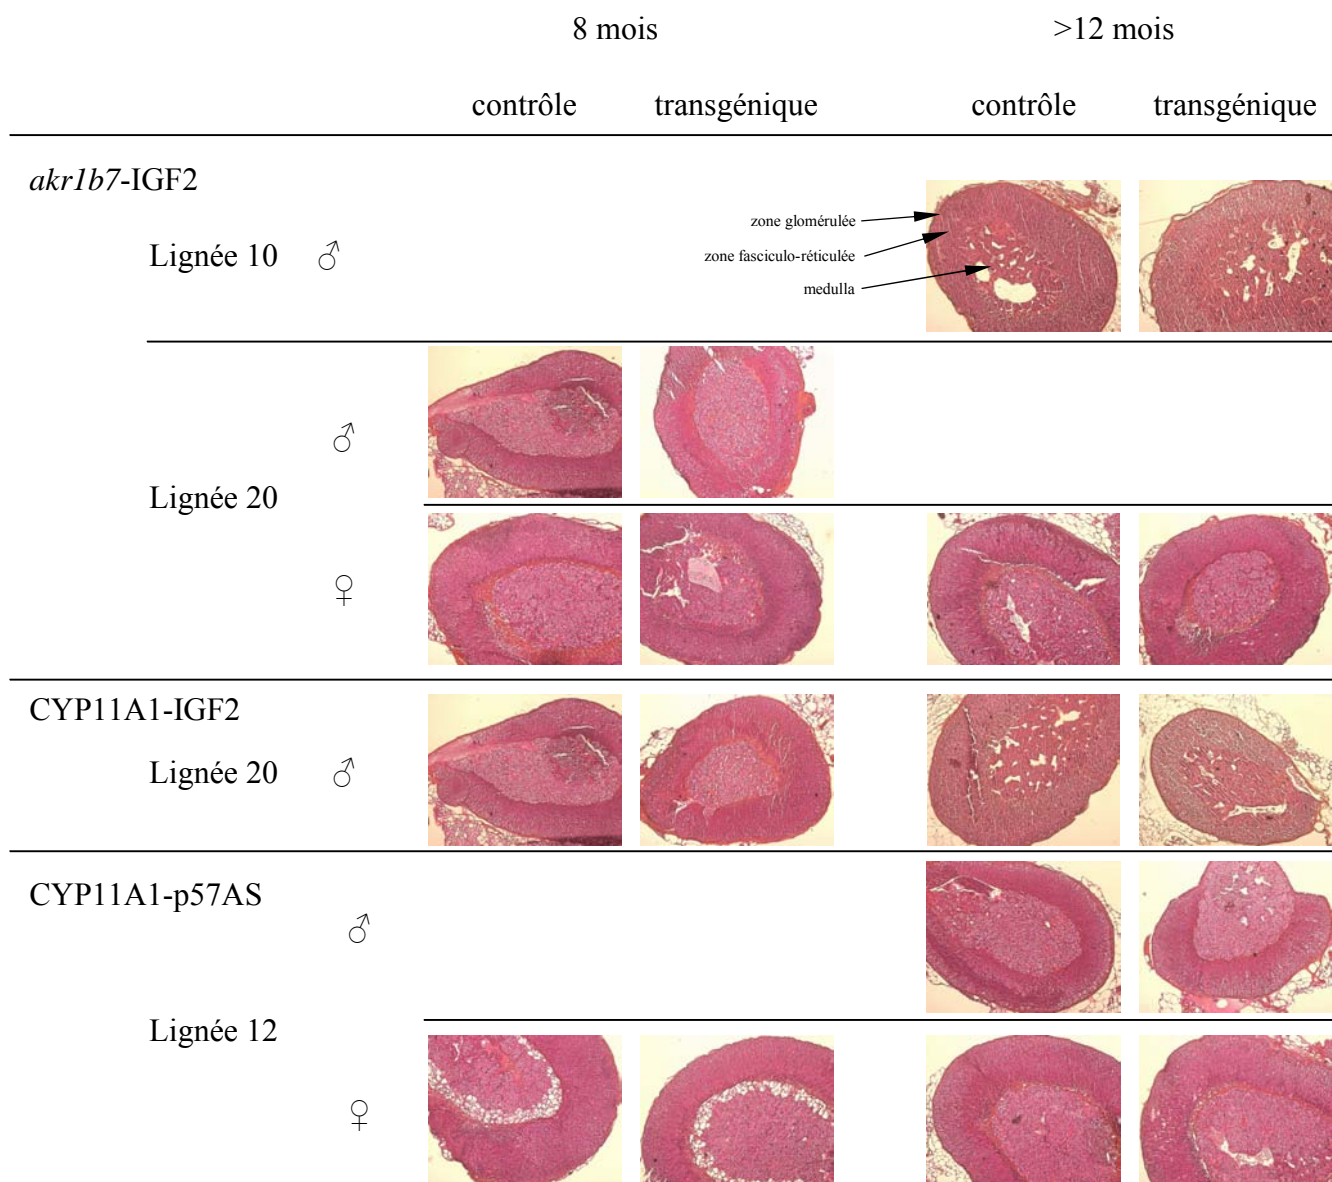 8 mois >12 mois
contrôle transgénique contrôle transgénique
akr1b7-IGF2
zone glomérulée
Lignée 10 ♂
zone fasciculo-réticulée
medulla
♂
Lignée 20
♀
CYP11A1-IGF2
Lignée 20 ♂
CYP11A1-p57AS
♂
Lignée 12
♀